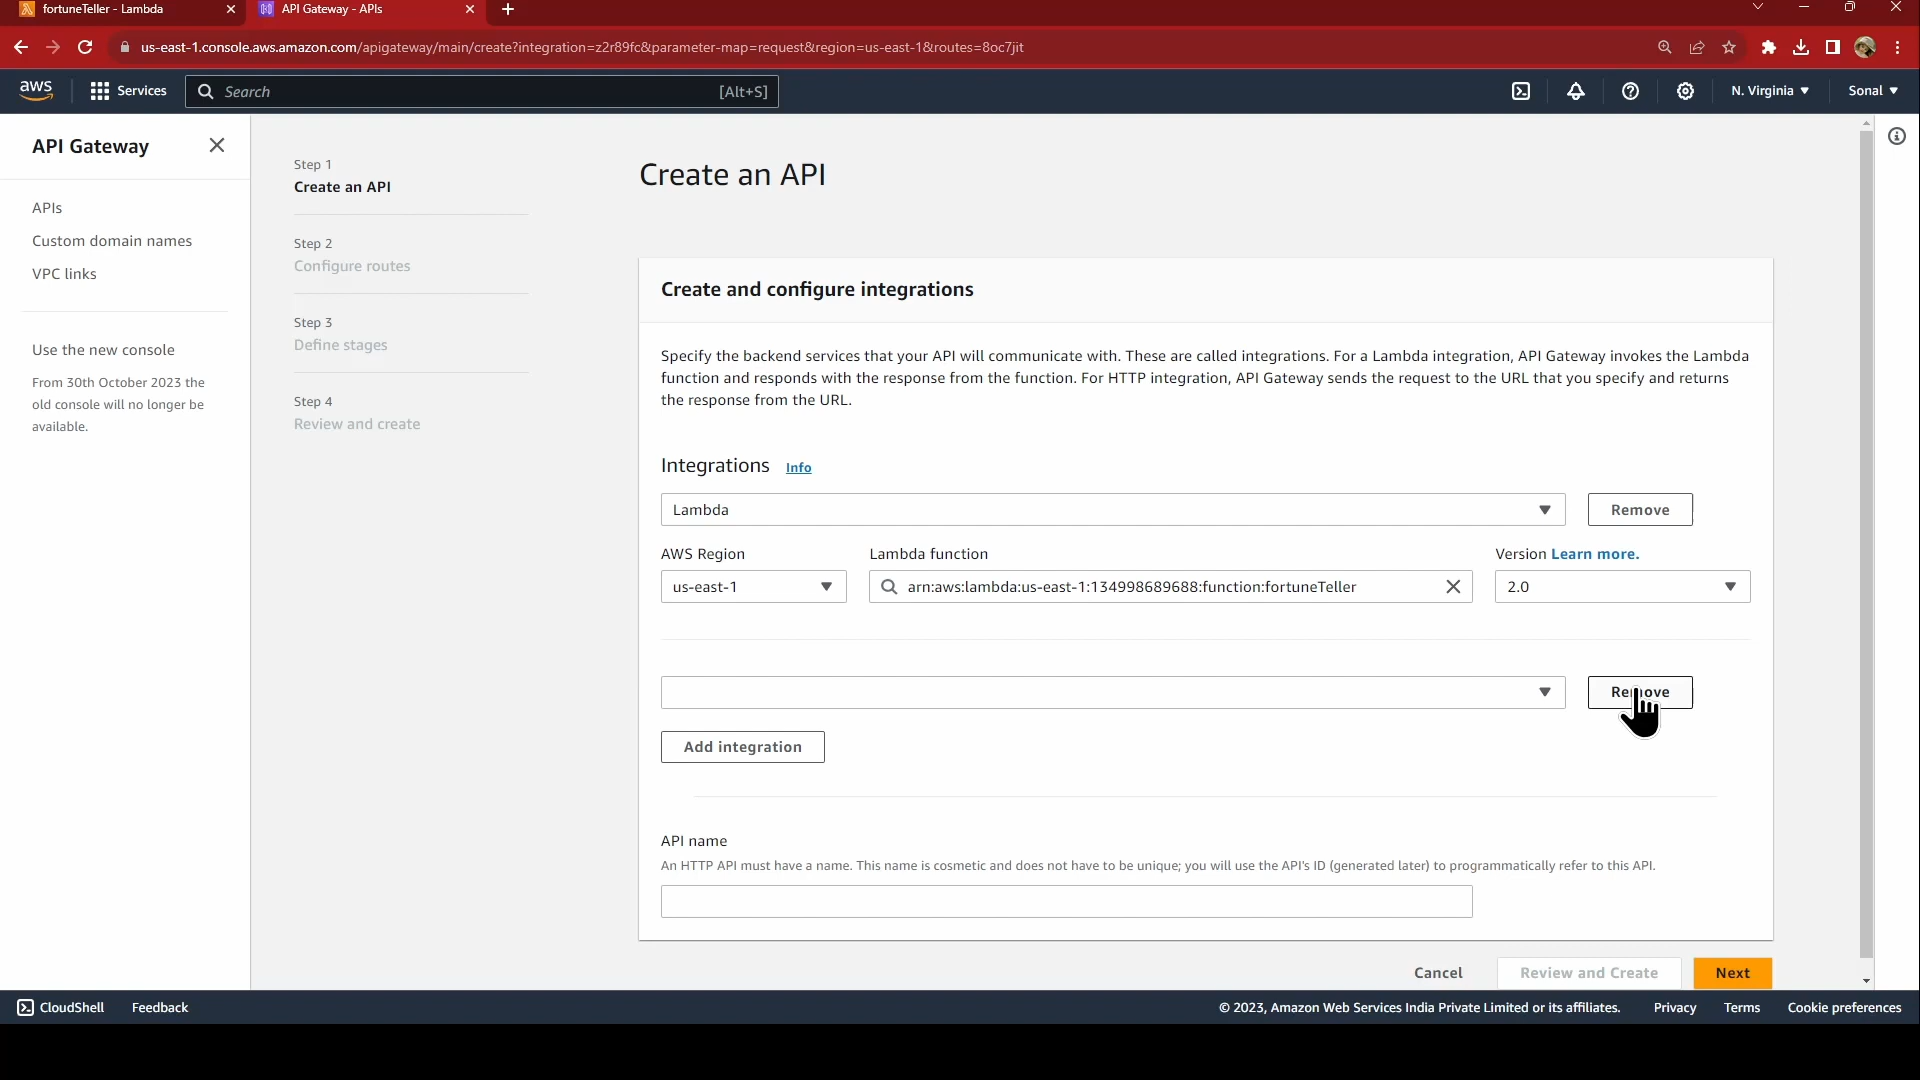 fortuneTeller - Lambda
API Gateway - APIs
us-east-1.console.aws.amazon.com/apigateway/main/create?integration=z2r89fc&parameter-map=request&region=us-east-1&routes=8oc7jit
aws
Services
Search
[Alt+S]
N. Virginia
Sonal
API Gateway
APIs
Custom domain names
VPC links
Use the new console
From 30th October 2023 the
old console will no longer be
available.
Step 1
Create an API
Step 2
Configure routes
Step 3
Define stages
Step 4
Review and create
Create an API
Create and configure integrations
Specify the backend services that your API will communicate with. These are called integrations. For a Lambda integration, API Gateway invokes the Lambda
function and responds with the response from the function. For HTTP integration, API Gateway sends the request to the URL that you specify and returns
the response from the URL.
Integrations Info
Lambda
Remove
AWS Region
Lambda function
Version Learn more.
us-east-1
arn:aws:lambda:us-east-1:134998689688:function:fortuneTeller
2.0
Remove
Add integration
API name
An HTTP API must have a name. This name is cosmetic and does not have to be unique; you will use the API's ID (generated later) to programmatically refer to this API.
Cancel
Review and Create
Next
CloudShell
Feedback
© 2023, Amazon Web Services India Private Limited or its affiliates.
Privacy
Terms
Cookie preferences